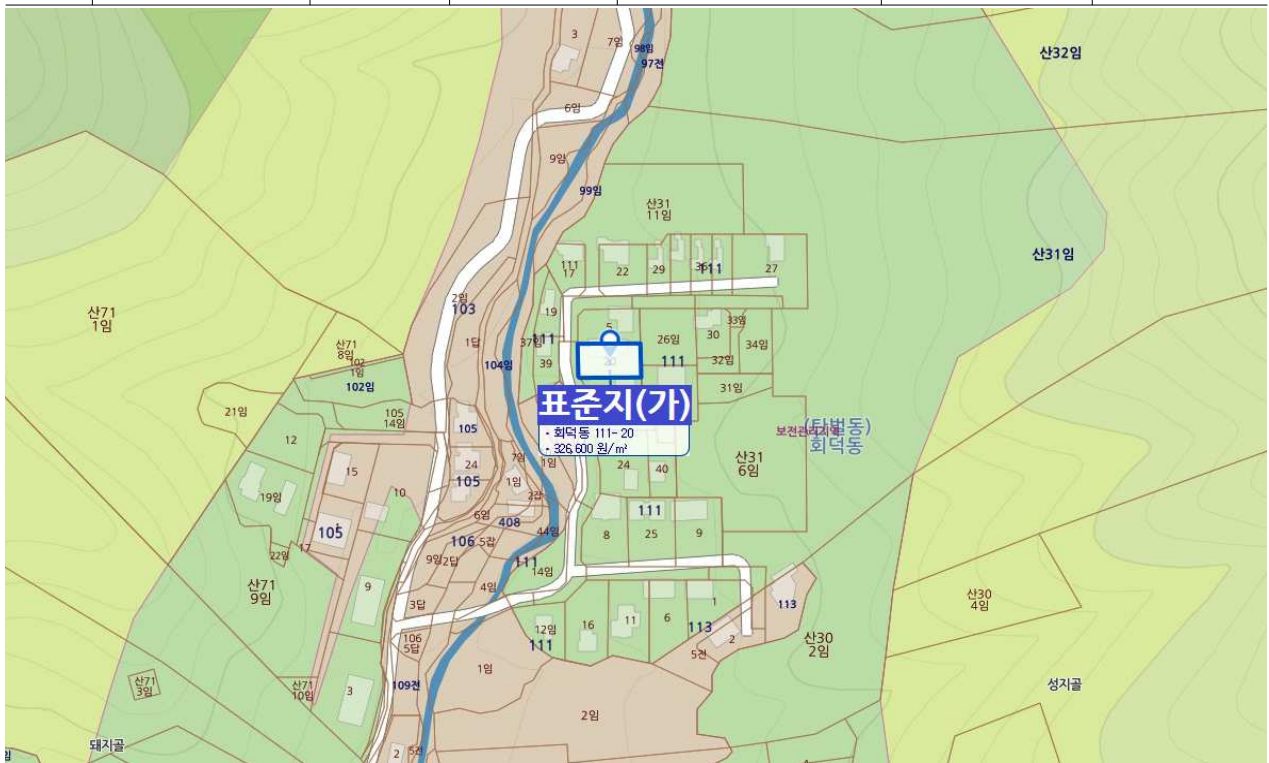 3
7임
98임
97전
산32임
6임
9임
99임
산31
11임
산31임
111
17
22
29
36
111
27
2임
103
19
산71
1임
1답
37임
111
5
26임
30
33임
34임
산71
8임
102
1임
104임
39
20
111
32임
102임
31임
표준지(가)
• 회덕동 111-20
• 326,600 원/㎡
21임
105
14임
105
(타벌동)
보전관리지역
회덕동
12
15
24
7임
1임
24
40
산31
6임
19임
10
105
1임
2잡
105
6임
408
111
17
106
5잡
44임
8
25
9
22임
9임
2답
111
14임
산71
9임
9
4임
113
산30
4임
3답
12임
16
11
6
1
113
2
산30
2임
106
5답
111
5전
1임
산71
3임
산71
10임
3
109전
성지골
2임
돼지골
2
5전